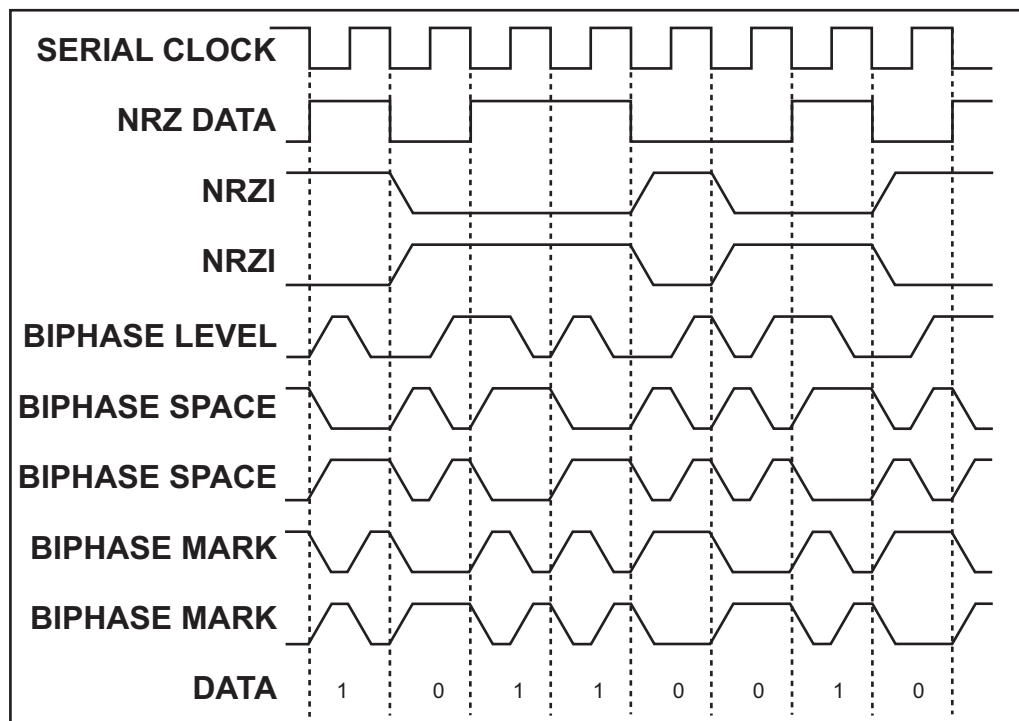 SERIAL CLOCK
NRZ DATA
NRZI
NRZI
BIPHASE LEVEL
BIPHASE SPACE
BIPHASE SPACE
BIPHASE MARK
BIPHASE MARK
DATA 1 0 1 1 0 0 1 0